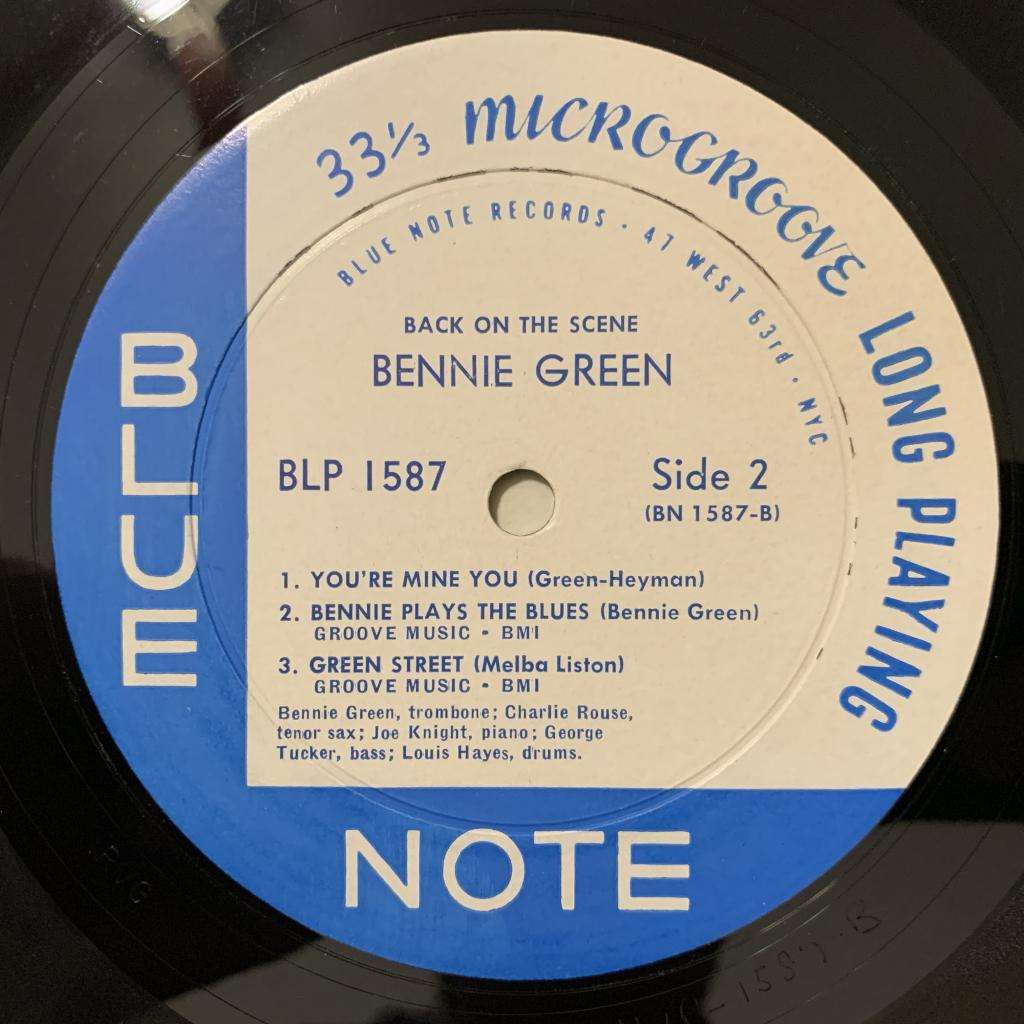 33⅓ MICROGROOVE LONG PLAYING
BLUE NOTE RECORDS · 47 WEST 63rd · NYC
BACK ON THE SCENE
BENNIE GREEN
BLP 1587
Side 2
(BN 1587-B)
1. YOU'RE MINE YOU (Green-Heyman)
2. BENNIE PLAYS THE BLUES (Bennie Green)
GROOVE MUSIC • BMI
3. GREEN STREET (Melba Liston)
GROOVE MUSIC • BMI
Bennie Green, trombone; Charlie Rouse,
tenor sax; Joe Knight, piano; George
Tucker, bass; Louis Hayes, drums.
BLUE
NOTE